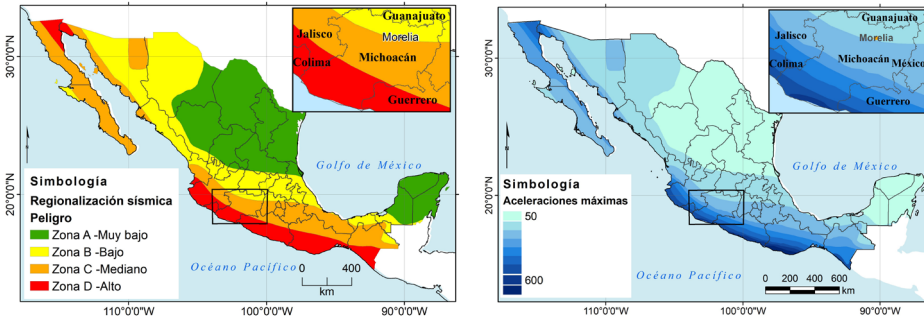 Guanajuato
Jalisco
Morelia
Michoacán
Colima
Guerrero
30°0'0"N
20°0'0"N
Golfo de México
Océano Pacífico
Simbología
Regionalización sísmica
Peligro
Zona A -Muy bajo
Zona B -Bajo
Zona C -Mediano
Zona D -Alto
0 400
km
110°0'0"W 100°0'0"W 90°0'0"W
Guanajuato
Jalisco
Morelia
Michoacán
Colima
México
Guerrero
30°0'0"N
20°0'0"N
Golfo de México
Océano Pacífico
Simbología
Aceleraciones máximas
50
600
0 200 400 600
km
110°0'0"W 100°0'0"W 90°0'0"W